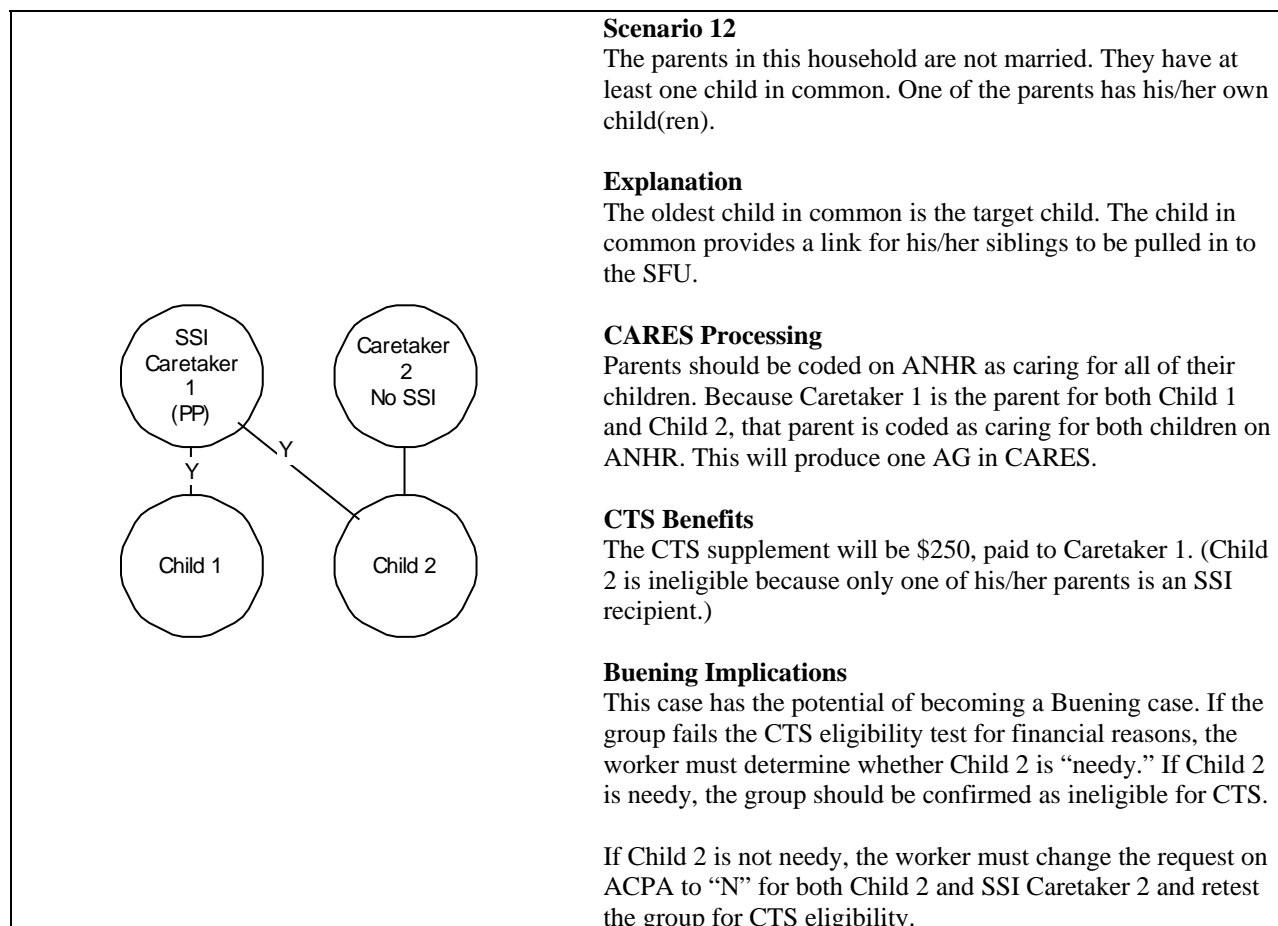 Scenario 12
The parents in this household are not married. They have at
least one child in common. One of the parents has his/her own
child(ren).
Explanation
The oldest child in common is the target child. The child in
common provides a link for his/her siblings to be pulled in to
the SFU.
SSI
Caretaker
1
(PP)
Caretaker
2
No SSI
Y
Y
Child 1
Child 2
CARES Processing
Parents should be coded on ANHR as caring for all of their
children. Because Caretaker 1 is the parent for both Child 1
and Child 2, that parent is coded as caring for both children on
ANHR. This will produce one AG in CARES.
CTS Benefits
The CTS supplement will be $250, paid to Caretaker 1. (Child
2 is ineligible because only one of his/her parents is an SSI
recipient.)
Buening Implications
This case has the potential of becoming a Buening case. If the
group fails the CTS eligibility test for financial reasons, the
worker must determine whether Child 2 is “needy.” If Child 2
is needy, the group should be confirmed as ineligible for CTS.
If Child 2 is not needy, the worker must change the request on
ACPA to “N” for both Child 2 and SSI Caretaker 2 and retest
the group for CTS eligibility.